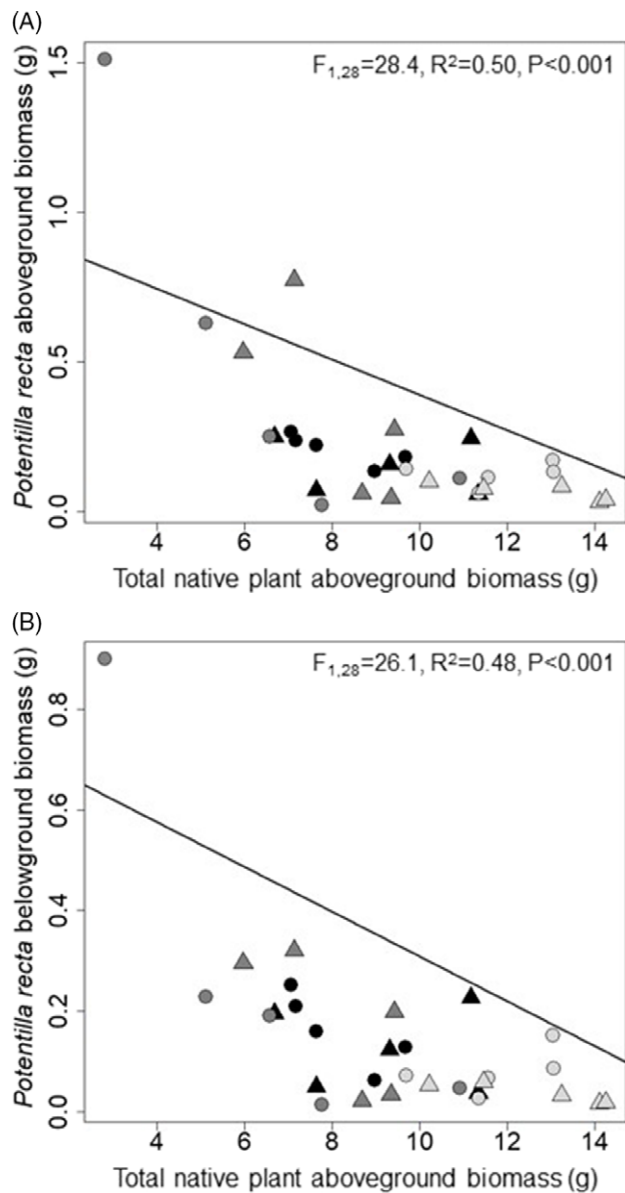 (A)
F1,28=28.4, R²=0.50, P<0.001
Potentilla recta aboveground biomass (g)
1.5
1.0
0.5
0.0
4 6 8 10 12 14
Total native plant aboveground biomass (g)
(B)
F1,28=26.1, R²=0.48, P<0.001
Potentilla recta belowground biomass (g)
0.8
0.6
0.4
0.2
0.0
4 6 8 10 12 14
Total native plant aboveground biomass (g)